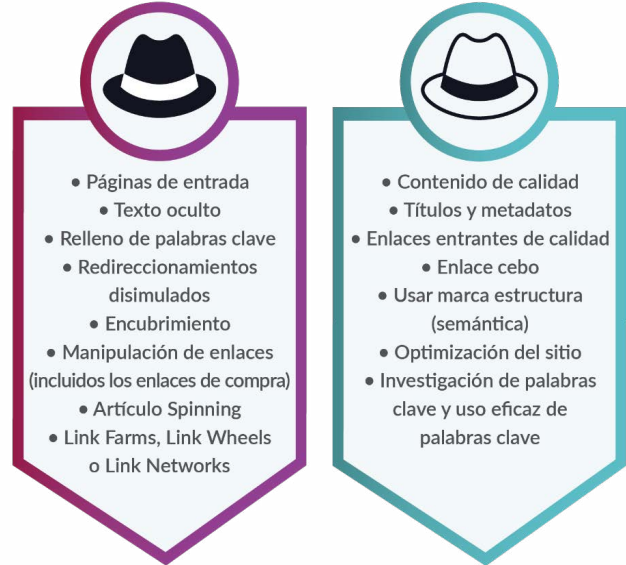 • Páginas de entrada
• Texto oculto
• Relleno de palabras clave
• Redireccionamientos
disimulados
• Encubrimiento
• Manipulación de enlaces
(incluidos los enlaces de compra)
• Artículo Spinning
• Link Farms, Link Wheels
o Link Networks
• Contenido de calidad
• Títulos y metadatos
• Enlaces entrantes de calidad
• Enlace cebo
• Usar marca estructura
(semántica)
• Optimización del sitio
• Investigación de palabras
clave y uso eficaz de
palabras clave